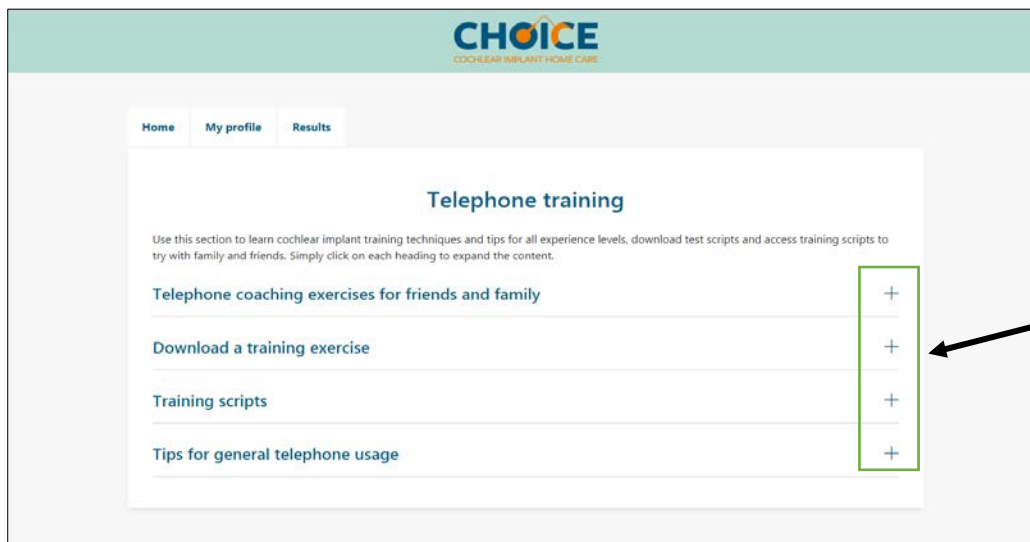 CHOICE
COCHLEAR IMPLANT HOME CARE
Home My profile Results
Telephone training
Use this section to learn cochlear implant training techniques and tips for all experience levels, download test scripts and access training scripts to
try with family and friends. Simply click on each heading to expand the content.
Telephone coaching exercises for friends and family
Download a training exercise
Training scripts
Tips for general telephone usage